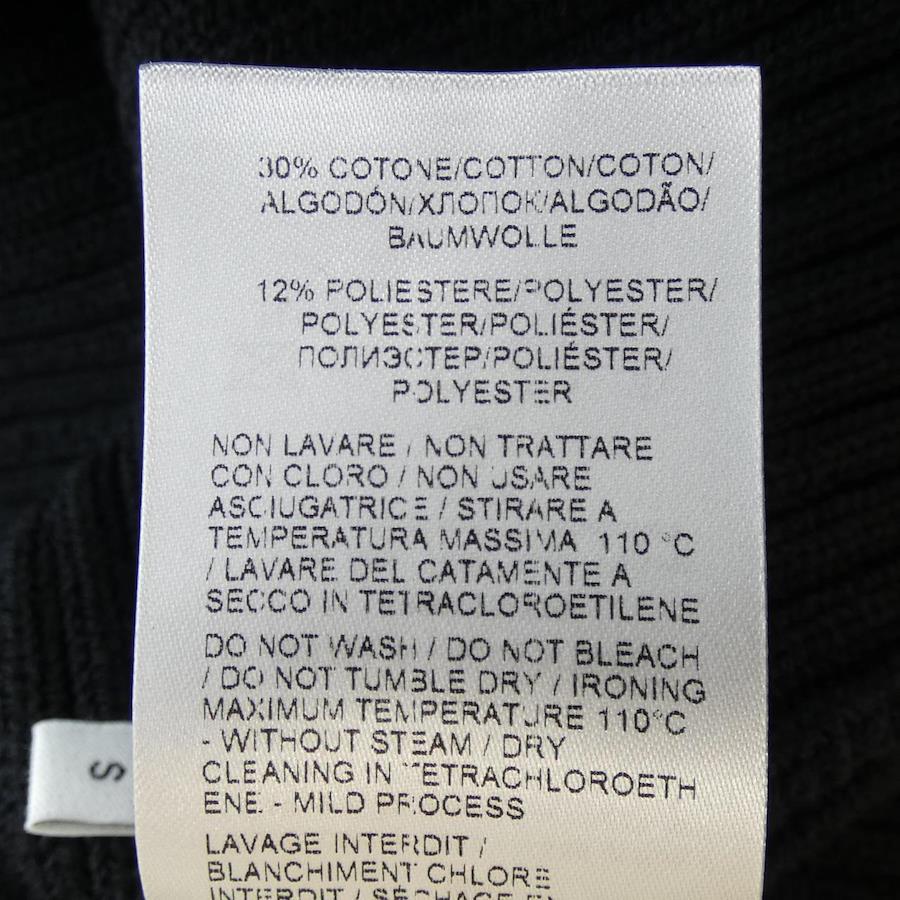 30% COTONE/COTTON/COTON/
ALGODÓN/ХЛОПОК/ALGODÃO/
BAUMWOLLE
12% POLIESTERE/POLYESTER/
POLYESTER/POLIÉSTER/
ПОЛИЭСТЕР/POLIÉSTER/
POLYESTER
NON LAVARE / NON TRATTARE
CON CLORO / NON USARE
ASCIUGATRICE / STIRARE A
TEMPERATURA MASSIMA 110 °C
/ LAVARE DEL CATAMENTE A
SECCO IN TETRACLOROETILENE
DO NOT WASH / DO NOT BLEACH
/ DO NOT TUMBLE DRY / IRONING
MAXIMUM TEMPERATURE 110°C
- WITHOUT STEAM / DRY
CLEANING IN TETRACHLOROETH
ENE - MILD PROCESS
LAVAGE INTERDIT /
BLANCHIMENT CHLORE
INTERDIT / SÉCHAGE EN
S